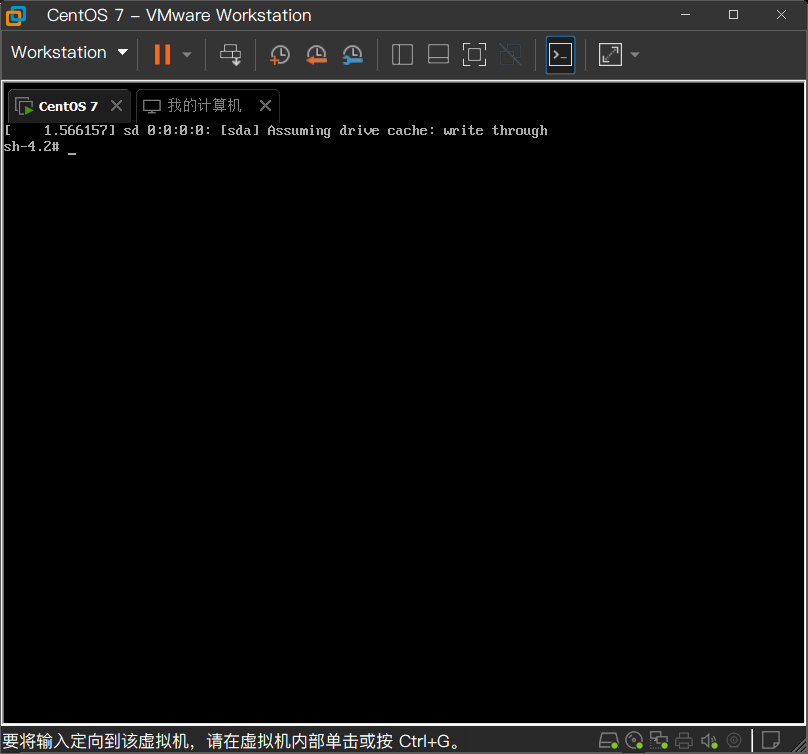 CentOS 7 - VMware Workstation
Workstation
CentOS 7
我的计算机
[    1.566157] sd 0:0:0:0: [sda] Assuming drive cache: write through
sh-4.2# _
要将输入定向到该虚拟机，请在虚拟机内部单击或按 Ctrl+G。